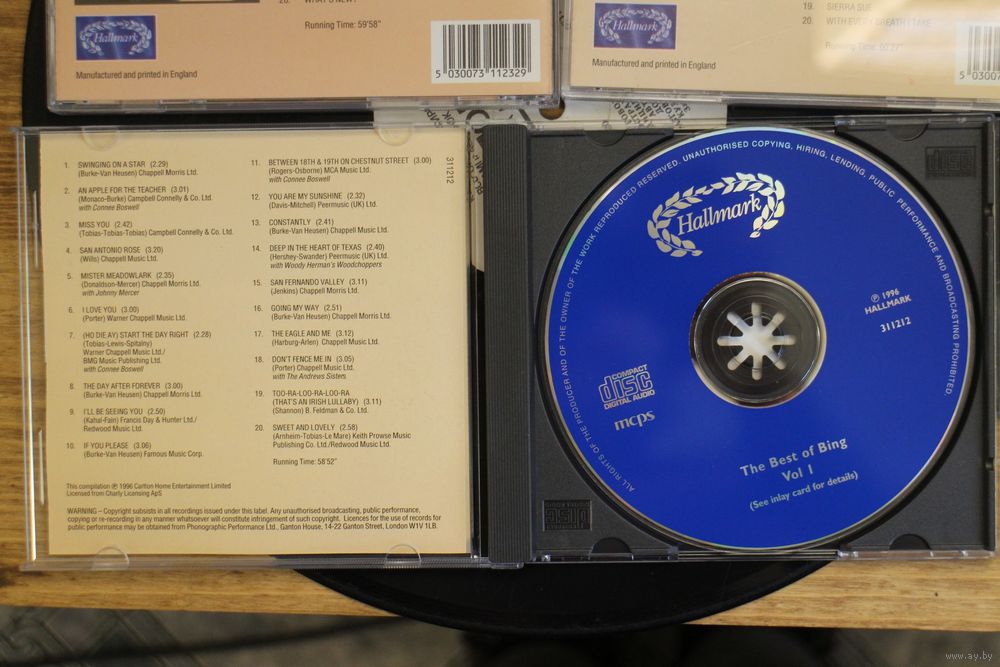 20. WHAT'S NEW?
Running Time: 59'58"
Hallmark
Manufactured and printed in England
5 030073 112329
19. SIERRA SUE
20. WITH EVERY BREATH I TAKE
Running Time: 60'27"
Hallmark
Manufactured and printed in England
5 030073
1. SWINGING ON A STAR (2.29)
(Burke-Van Heusen) Chappell Morris Ltd.
2. AN APPLE FOR THE TEACHER (3.01)
(Monaco-Burke) Campbell Connelly & Co. Ltd.
with Connee Boswell
3. MISS YOU (2.42)
(Tobias-Tobias-Tobias) Campbell Connelly & Co. Ltd.
4. SAN ANTONIO ROSE (3.20)
(Wills) Chappell Music Ltd.
5. MISTER MEADOWLARK (2.35)
(Donaldson-Mercer) Chappell Morris Ltd.
with Johnny Mercer
6. I LOVE YOU (3.00)
(Porter) Warner Chappell Music Ltd.
7. (HO DIE AY) START THE DAY RIGHT (2.28)
(Tobias-Lewis-Spitalny)
Warner Chappell Music Ltd./
BMG Music Publishing Ltd.
with Connee Boswell
8. THE DAY AFTER FOREVER (3.00)
(Burke-Van Heusen) Chappell Morris Ltd.
9. I'LL BE SEEING YOU (2.50)
(Kahal-Fain) Francis Day & Hunter Ltd./
Redwood Music Ltd.
10. IF YOU PLEASE (3.06)
(Burke-Van Heusen) Famous Music Corp.
11. BETWEEN 18TH & 19TH ON CHESTNUT STREET (3.00)
(Rogers-Osborne) MCA Music Ltd.
with Connee Boswell
12. YOU ARE MY SUNSHINE (2.32)
(Davis-Mitchell) Peermusic (UK) Ltd.
13. CONSTANTLY (2.41)
(Burke-Van Heusen) Chappell Music Ltd.
14. DEEP IN THE HEART OF TEXAS (2.40)
(Hershey-Swander) Peermusic (UK) Ltd.
with Woody Herman's Woodchoppers
15. SAN FERNANDO VALLEY (3.11)
(Jenkins) Chappell Morris Ltd.
16. GOING MY WAY (2.51)
(Burke-Van Heusen) Chappell Morris Ltd.
17. THE EAGLE AND ME (3.12)
(Harburg-Arlen) Chappell Music Ltd.
18. DON'T FENCE ME IN (3.05)
(Porter) Chappell Music Ltd.
with The Andrews Sisters
19. TOO-RA-LOO-RA-LOO-RA
(THAT'S AN IRISH LULLABY) (3.11)
(Shannon) B. Feldman & Co. Ltd.
20. SWEET AND LOVELY (2.58)
(Arnheim-Tobias-Le Mare) Keith Prowse Music
Publishing Co. Ltd./Redwood Music Ltd.
Running Time: 58'52"
311212
This compilation ℗ 1996 Carlton Home Entertainment Limited
Licensed from Charly Licensing ApS
WARNING – Copyright subsists in all recordings issued under this label. Any unauthorised broadcasting, public performance,
copying or re-recording in any manner whatsoever will constitute infringement of such copyright. Licences for the use of records for
public performance may be obtained from Phonographic Performance Ltd., Ganton House, 14-22 Ganton Street, London W1V 1LB.
ALL RIGHTS OF THE PRODUCER AND OF THE OWNER OF THE WORK REPRODUCED RESERVED. UNAUTHORISED COPYING, HIRING, LENDING, PUBLIC PERFORMANCE AND BROADCASTING PROHIBITED.
Hallmark
℗ 1996
HALLMARK
311212
COMPACT
disc
DIGITAL AUDIO
mcps
The Best of Bing
Vol 1
(See inlay card for details)
www.ay.by